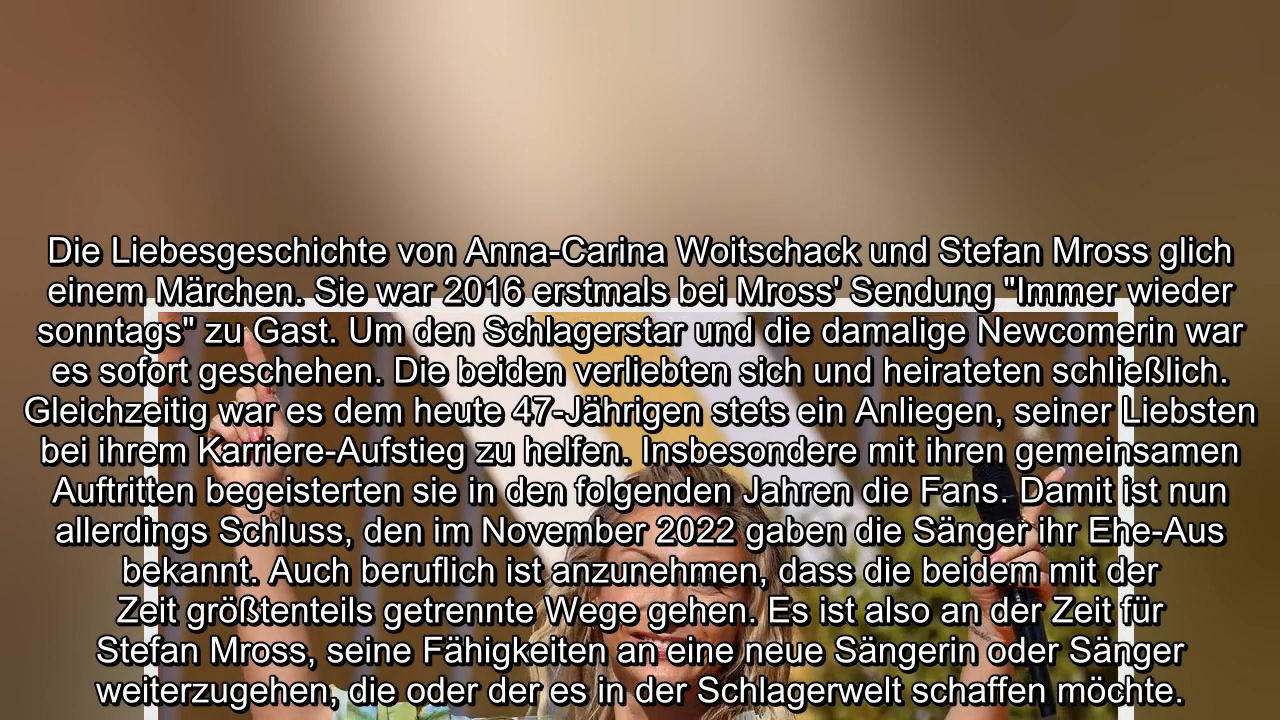 Die Liebesgeschichte von Anna-Carina Woitschack und Stefan Mross glich
einem Märchen. Sie war 2016 erstmals bei Mross' Sendung "Immer wieder
sonntags" zu Gast. Um den Schlagerstar und die damalige Newcomerin war
es sofort geschehen. Die beiden verliebten sich und heirateten schließlich.
Gleichzeitig war es dem heute 47-Jährigen stets ein Anliegen, seiner Liebsten
bei ihrem Karriere-Aufstieg zu helfen. Insbesondere mit ihren gemeinsamen
Auftritten begeisterten sie in den folgenden Jahren die Fans. Damit ist nun
allerdings Schluss, den im November 2022 gaben die Sänger ihr Ehe-Aus
bekannt. Auch beruflich ist anzunehmen, dass die beidem mit der
Zeit größtenteils getrennte Wege gehen. Es ist also an der Zeit für
Stefan Mross, seine Fähigkeiten an eine neue Sängerin oder Sänger
weiterzugehen, die oder der es in der Schlagerwelt schaffen möchte.